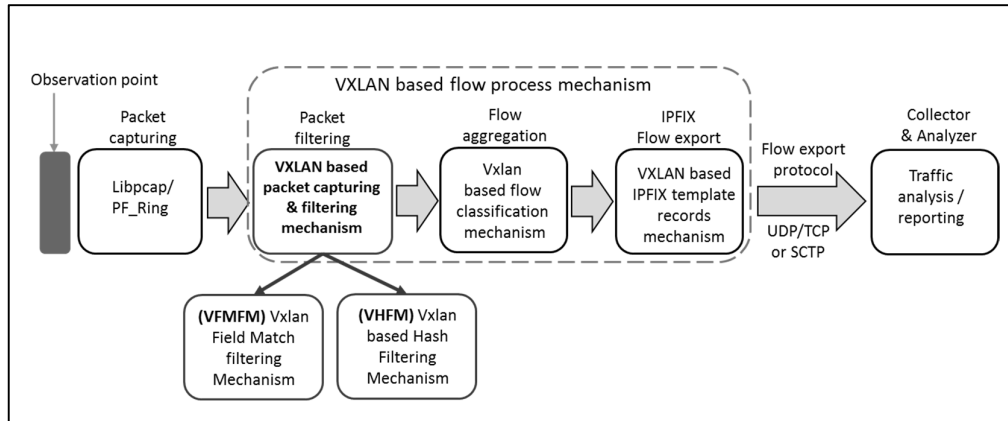 VXLAN based flow process mechanism
Observation point
Packet
capturing
Libpcap/
PF_Ring
Packet
filtering
VXLAN based
packet capturing
& filtering
mechanism
Flow
aggregation
Vxlan
based flow
classification
mechanism
IPFIX
Flow export
VXLAN based
IPFIX template
records
mechanism
Flow export
protocol
UDP/TCP
or SCTP
Collector
& Analyzer
Traffic
analysis /
reporting
(VFMFM) Vxlan
Field Match
filtering
Mechanism
(VHFM) Vxlan
based Hash
Filtering
Mechanism